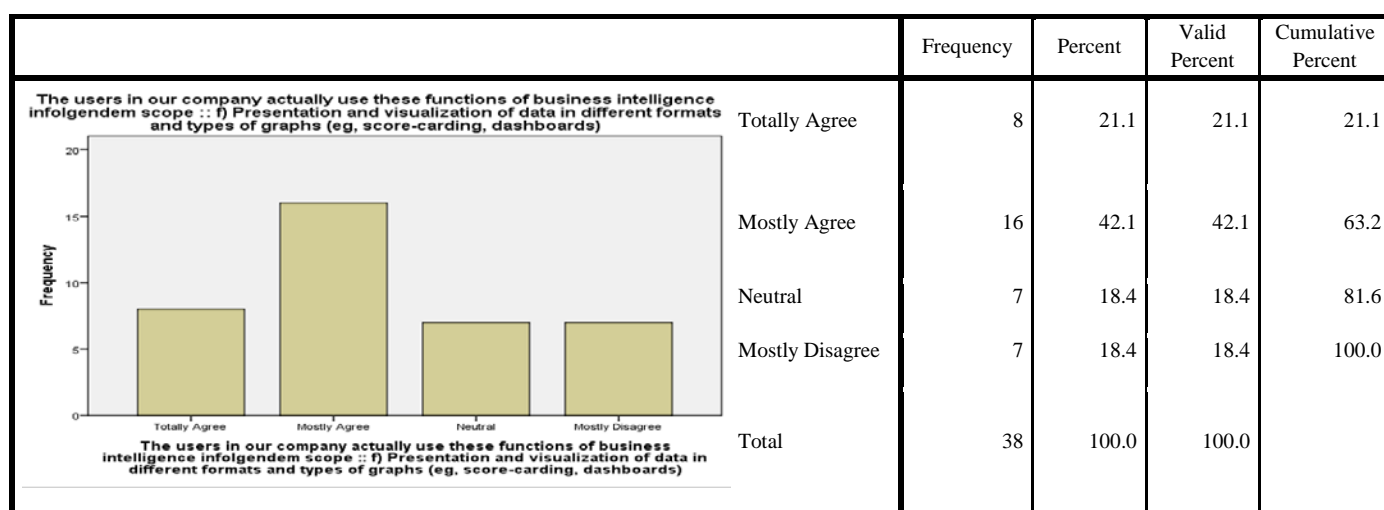 Frequency Percent Valid Percent Cumulative Percent
The users in our company actually use these functions of business intelligence
infolgendem scope :: f) Presentation and visualization of data in different formats
and types of graphs (eg, score-carding, dashboards)
Frequency
20
15
10
5
0
Totally Agree Mostly Agree Neutral Mostly Disagree
The users in our company actually use these functions of business
intelligence infolgendem scope :: f) Presentation and visualization of data in
different formats and types of graphs (eg, score-carding, dashboards)
Totally Agree 8 21.1 21.1 21.1
Mostly Agree 16 42.1 42.1 63.2
Neutral 7 18.4 18.4 81.6
Mostly Disagree 7 18.4 18.4 100.0
Total 38 100.0 100.0